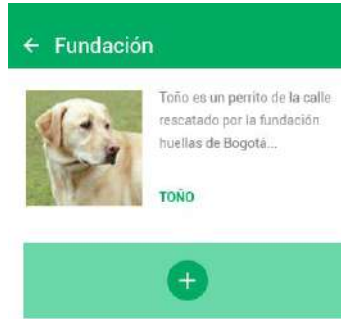 Fundación
Toño es un perrito de la calle
rescatado por la fundación
huellas de Bogotá...
TOÑO